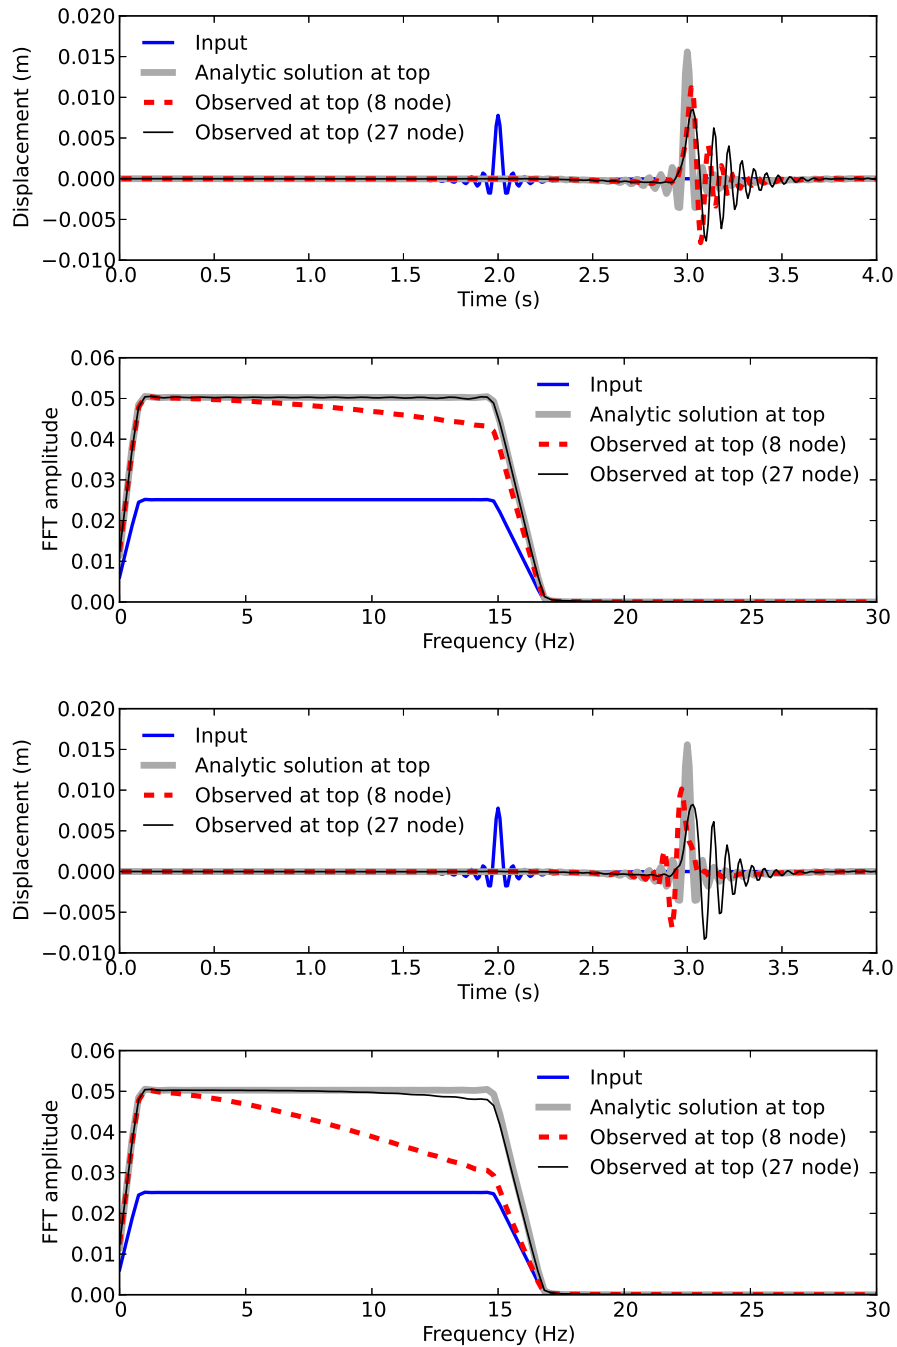 0.020
0.015
0.010
0.005
0.000
−0.005
−0.010
Displacement (m)
Input
Analytic solution at top
Observed at top (8 node)
Observed at top (27 node)
0.0 0.5 1.0 1.5 2.0 2.5 3.0 3.5 4.0
Time (s)
0.06
0.05
0.04
0.03
0.02
0.01
0.00
FFT amplitude
Input
Analytic solution at top
Observed at top (8 node)
Observed at top (27 node)
0 5 10 15 20 25 30
Frequency (Hz)
0.020
0.015
0.010
0.005
0.000
−0.005
−0.010
Displacement (m)
Input
Analytic solution at top
Observed at top (8 node)
Observed at top (27 node)
0.0 0.5 1.0 1.5 2.0 2.5 3.0 3.5 4.0
Time (s)
0.06
0.05
0.04
0.03
0.02
0.01
0.00
FFT amplitude
Input
Analytic solution at top
Observed at top (8 node)
Observed at top (27 node)
0 5 10 15 20 25 30
Frequency (Hz)